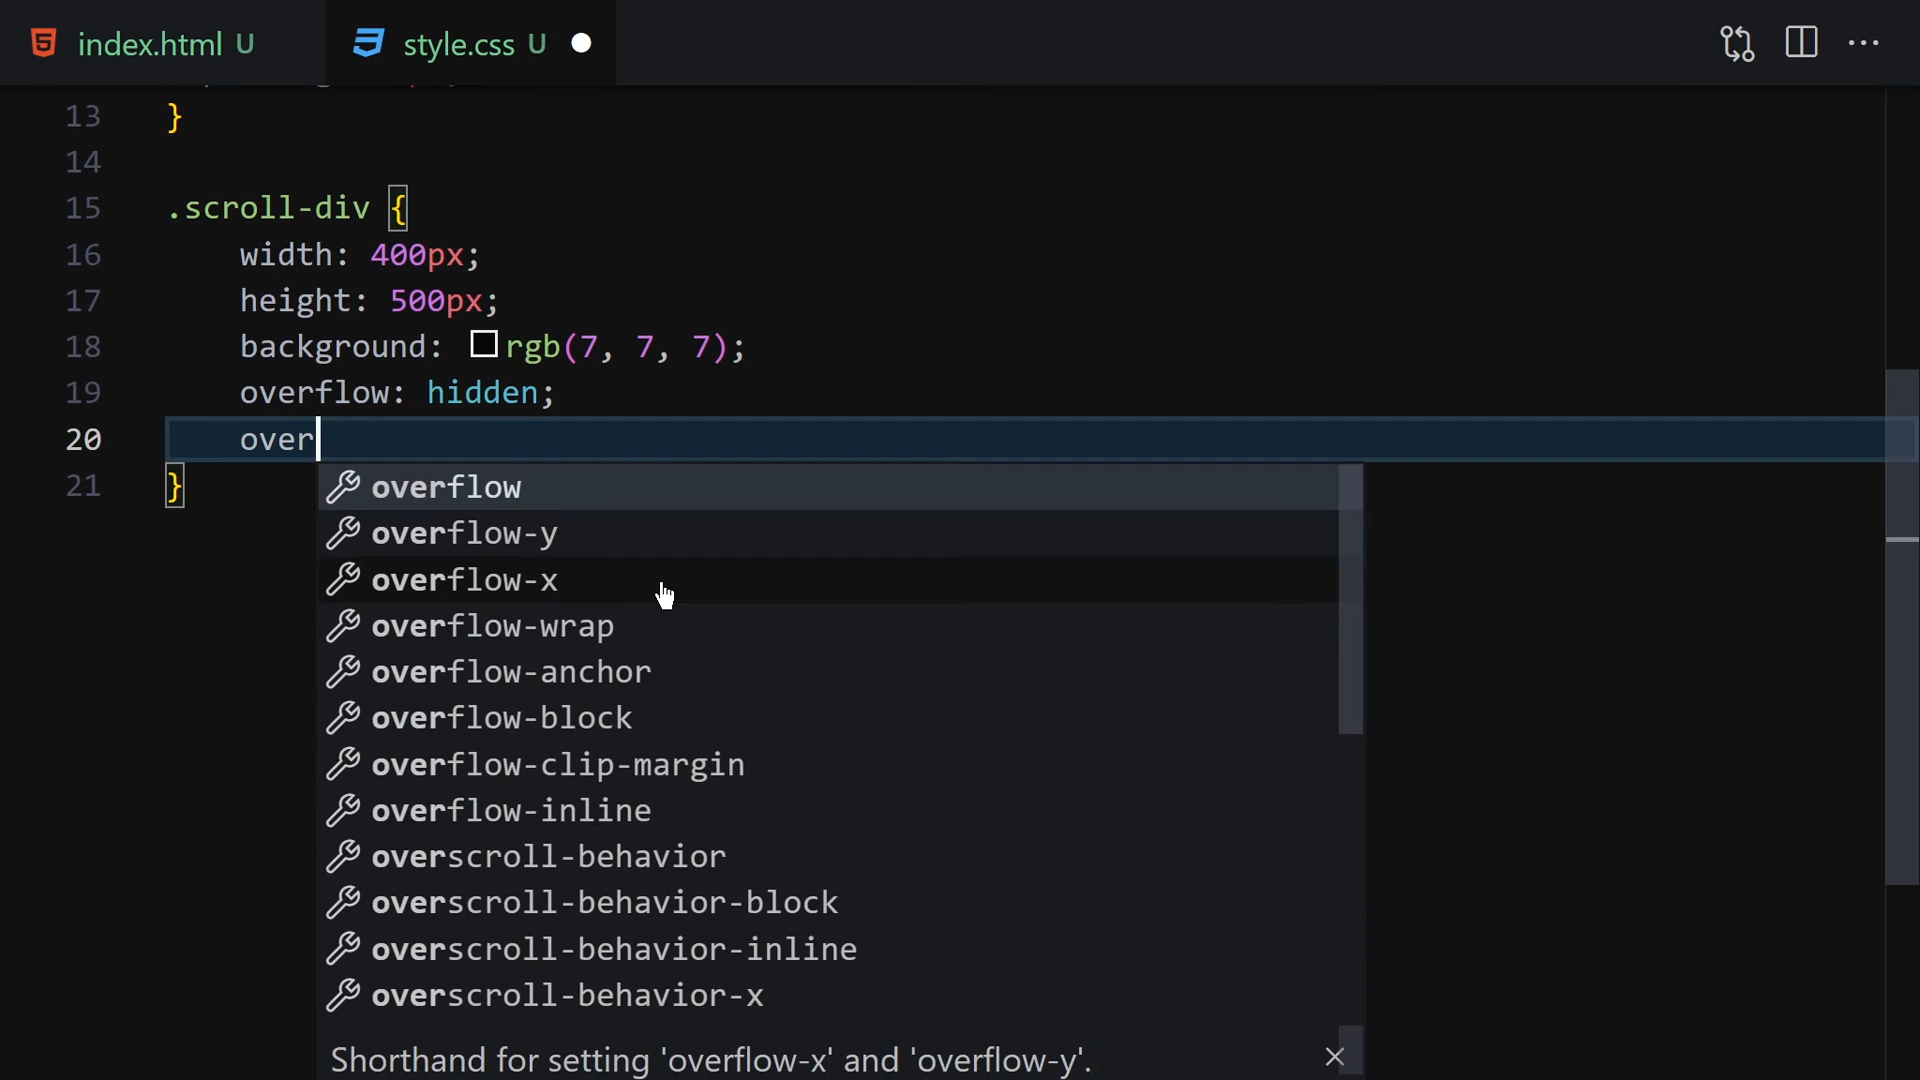 index.html U
style.css U
13 }
14
15 .scroll-div {
16 width: 400px;
17 height: 500px;
18 background: rgb(7, 7, 7);
19 overflow: hidden;
20 over
21 }
overflow
overflow-y
overflow-x
overflow-wrap
overflow-anchor
overflow-block
overflow-clip-margin
overflow-inline
overscroll-behavior
overscroll-behavior-block
overscroll-behavior-inline
overscroll-behavior-x
Shorthand for setting 'overflow-x' and 'overflow-y'.